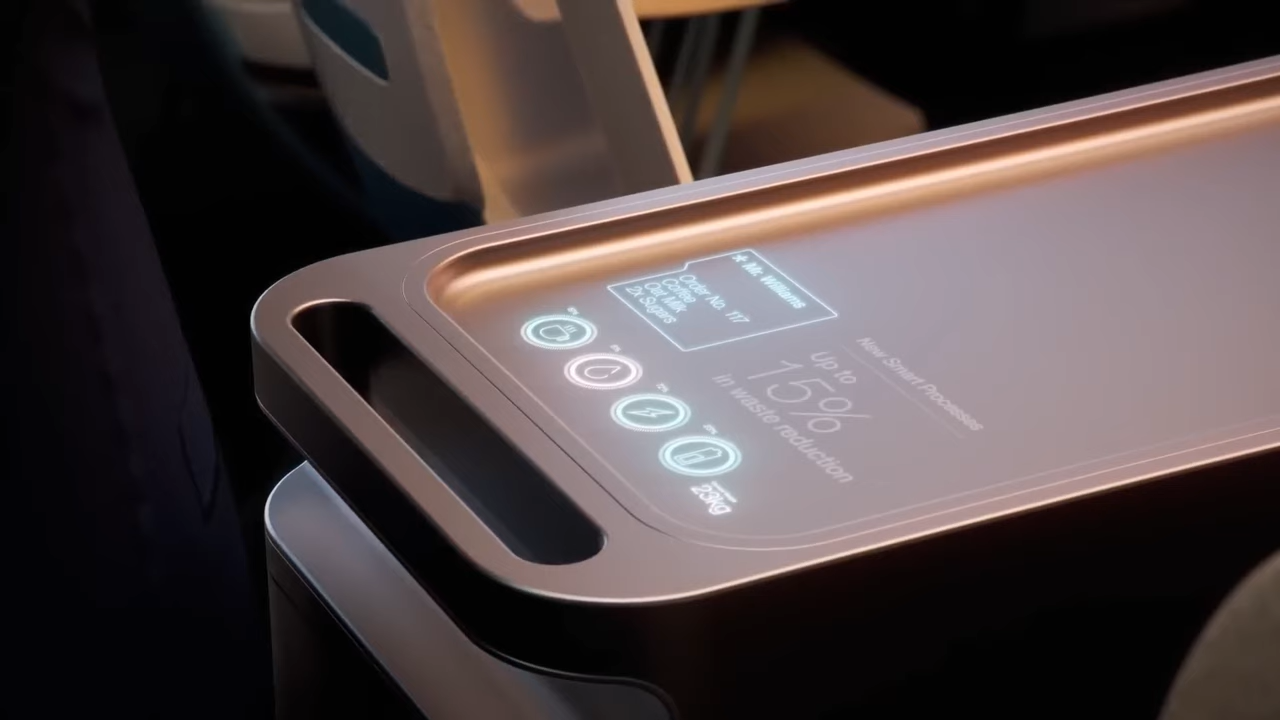 * Mr. Williams
Order No. 117
Coffee
Oat Milk
2x Sugars
New Smart Processes
Up to
15%
in waste reduction
23kg